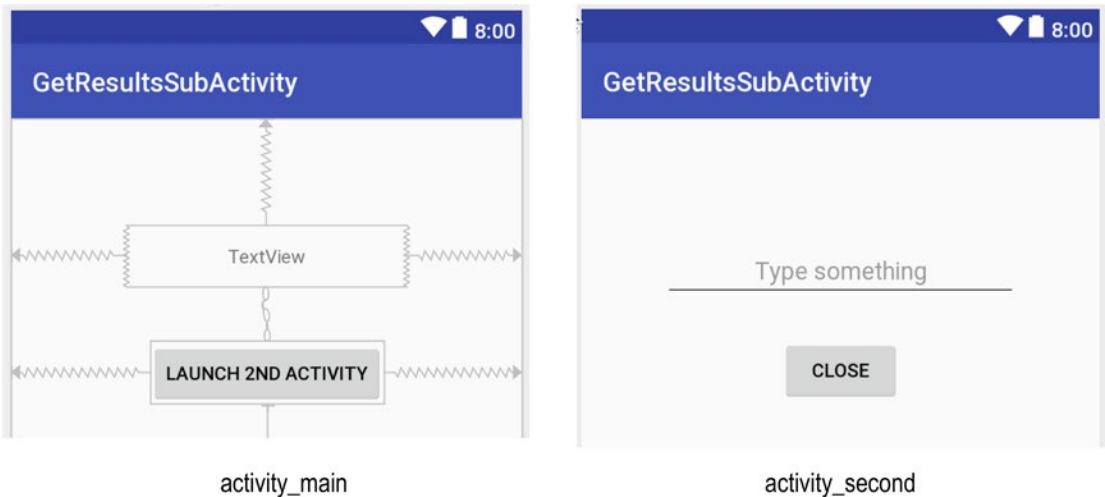 8:00
GetResultsSubActivity
TextView
LAUNCH 2ND ACTIVITY
activity_main
8:00
GetResultsSubActivity
Type something
CLOSE
activity_second